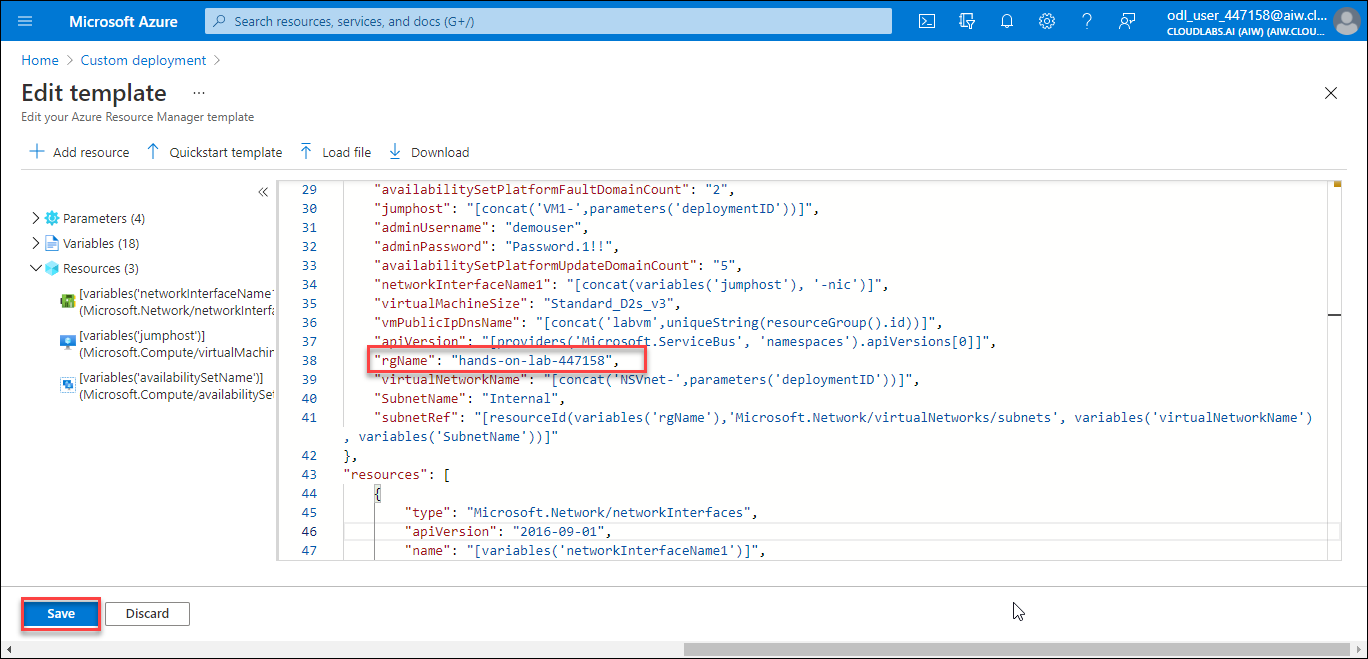 Microsoft Azure
Search resources, services, and docs (G+/)
odl_user_447158@aiw.cl...
CLOUDLABS.AI (AIW) (AIW.CLOU...
Home > Custom deployment >
Edit template ...
Edit your Azure Resource Manager template
Add resource
Quickstart template
Load file
Download
Parameters (4)
Variables (18)
Resources (3)
[variables('networkInterfaceName'
(Microsoft.Network/networkInterfa
[variables('jumphost')]
(Microsoft.Compute/virtualMachin
[variables('availabilitySetName')]
(Microsoft.Compute/availabilitySet
29 "availabilitySetPlatformFaultDomainCount": "2",
30 "jumphost": "[concat('VM1-',parameters('deploymentID'))]",
31 "adminUsername": "demouser",
32 "adminPassword": "Password.1!!",
33 "availabilitySetPlatformUpdateDomainCount": "5",
34 "networkInterfaceName1": "[concat(variables('jumphost'), '-nic')]",
35 "virtualMachineSize": "Standard_D2s_v3",
36 "vmPublicIpDnsName": "[concat('labvm',uniqueString(resourceGroup().id))]",
37 "apiVersion": "[providers('Microsoft.ServiceBus', 'namespaces').apiVersions[0]]",
38 "rgName": "hands-on-lab-447158",
39 "virtualNetworkName": "[concat('NSVnet-',parameters('deploymentID'))]",
40 "SubnetName": "Internal",
41 "subnetRef": "[resourceId(variables('rgName'),'Microsoft.Network/virtualNetworks/subnets', variables('virtualNetworkName')
, variables('SubnetName'))]"
42 },
43 "resources": [
44 {
45 "type": "Microsoft.Network/networkInterfaces",
46 "apiVersion": "2016-09-01",
47 "name": "[variables('networkInterfaceName1')]",
Save
Discard